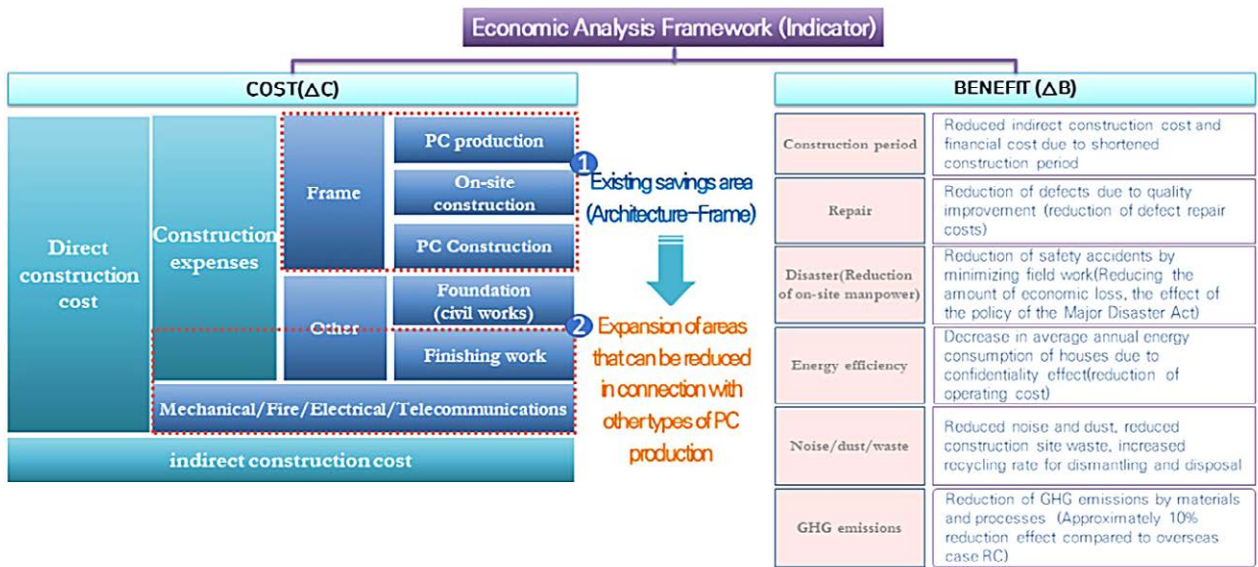 Economic Analysis Framework (Indicator)
COST(△C)
Direct
construction
cost
Construction
expenses
Frame
PC production
On-site
construction
PC Construction
Other
Foundation
(civil works)
Finishing work
Mechanical/Fire/Electrical/Telecommunications
indirect construction cost
1
Existing savings area
(Architecture-Frame)
2
Expansion of areas
that can be reduced
in connection with
other types of PC
production
BENEFIT (△B)
Construction period
Reduced indirect construction cost and
financial cost due to shortened
construction period
Repair
Reduction of defects due to quality
improvement (reduction of defect repair
costs)
Disaster(Reduction
of on-site manpower)
Reduction of safety accidents by
minimizing field work(Reducing the
amount of economic loss, the effect of
the policy of the Major Disaster Act)
Energy efficiency
Decrease in average annual energy
consumption of houses due to
confidentiality effect(reduction of
operating cost)
Noise/dust/waste
Reduced noise and dust, reduced
construction site waste, increased
recycling rate for dismantling and disposal
GHG emissions
Reduction of GHG emissions by materials
and processes (Approximately 10%
reduction effect compared to overseas
case RC)